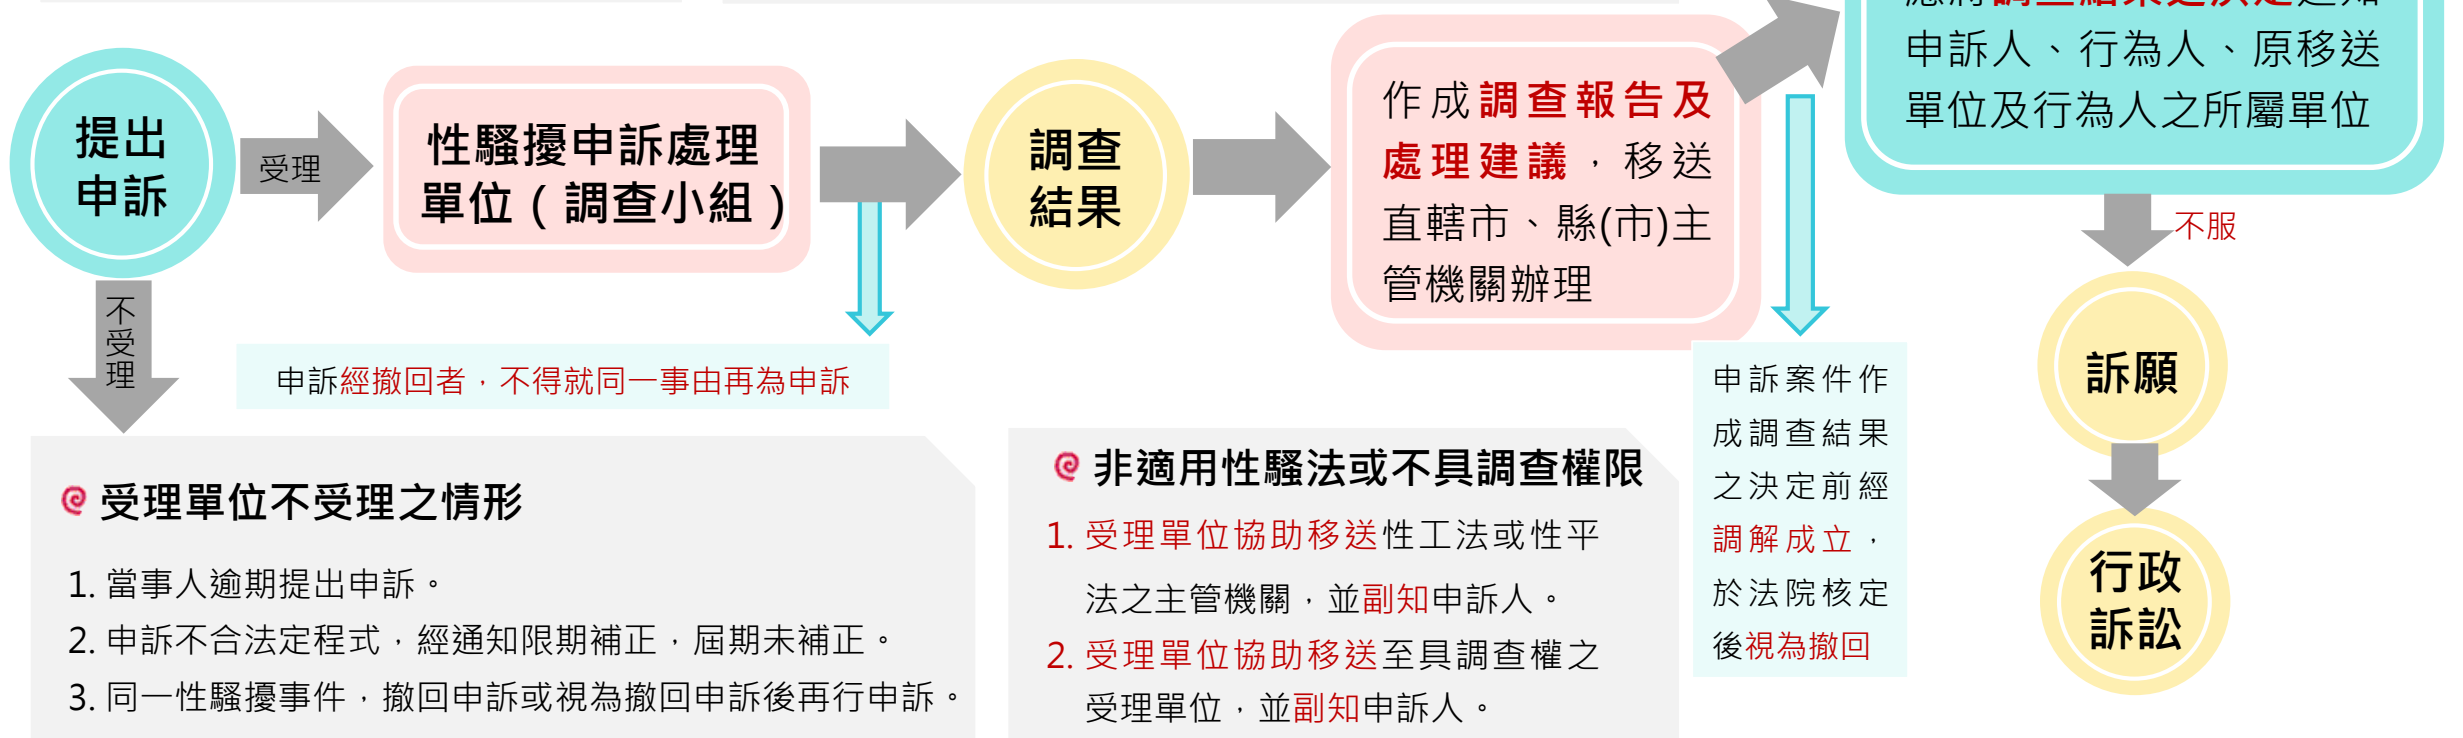 應將調查結果之決定通知
申訴人、行為人、原移送
單位及行為人之所屬單位
提出
申訴
受理
性騷擾申訴處理
單位（調查小組）
調查
結果
作成調查報告及
處理建議，移送
直轄市、縣(市)主
管機關辦理
不服
不受理
申訴經撤回者，不得就同一事由再為申訴
申訴案件作
成調查結果
之決定前經
調解成立，
於法院核定
後視為撤回
訴願
行政
訴訟
受理單位不受理之情形
1. 當事人逾期提出申訴。
2. 申訴不合法定程式，經通知限期補正，屆期未補正。
3. 同一性騷擾事件，撤回申訴或視為撤回申訴後再行申訴。
非適用性騷法或不具調查權限
1. 受理單位協助移送性工法或性平
法之主管機關，並副知申訴人。
2. 受理單位協助移送至具調查權之
受理單位，並副知申訴人。